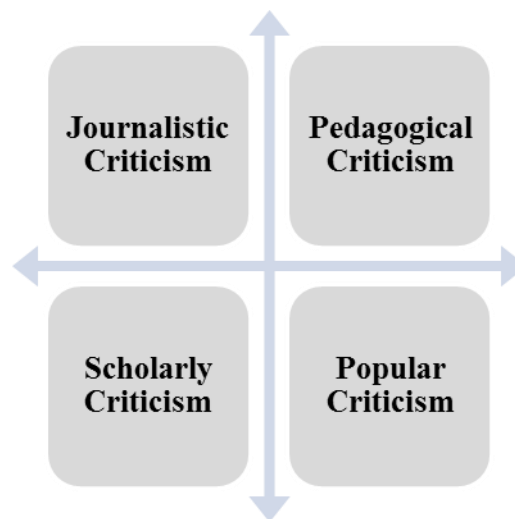 Journalistic
Criticism
Pedagogical
Criticism
Scholarly
Criticism
Popular
Criticism